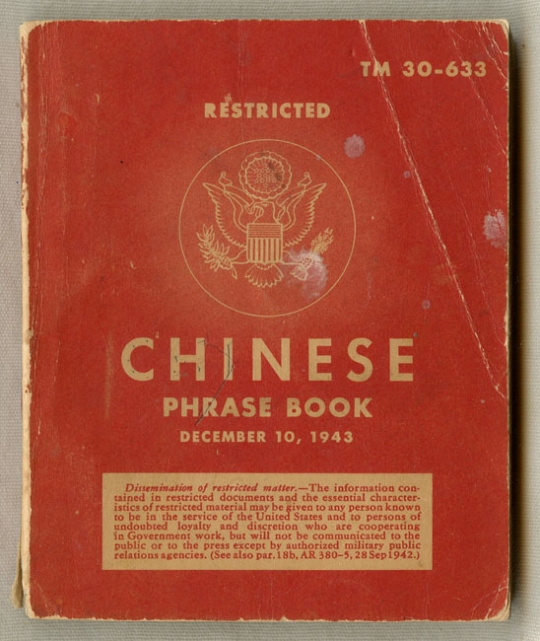 TM 30-633
RESTRICTED
CHINESE
PHRASE BOOK
DECEMBER 10, 1943
Dissemination of restricted matter.—The information con-
tained in restricted documents and the essential character-
istics of restricted material may be given to any person known
to be in the service of the United States and to persons of
undoubted loyalty and discretion who are cooperating
in Government work, but will not be communicated to the
public or to the press except by authorized military public
relations agencies. (See also par. 18b, AR 380-5, 28 Sep 1942.)